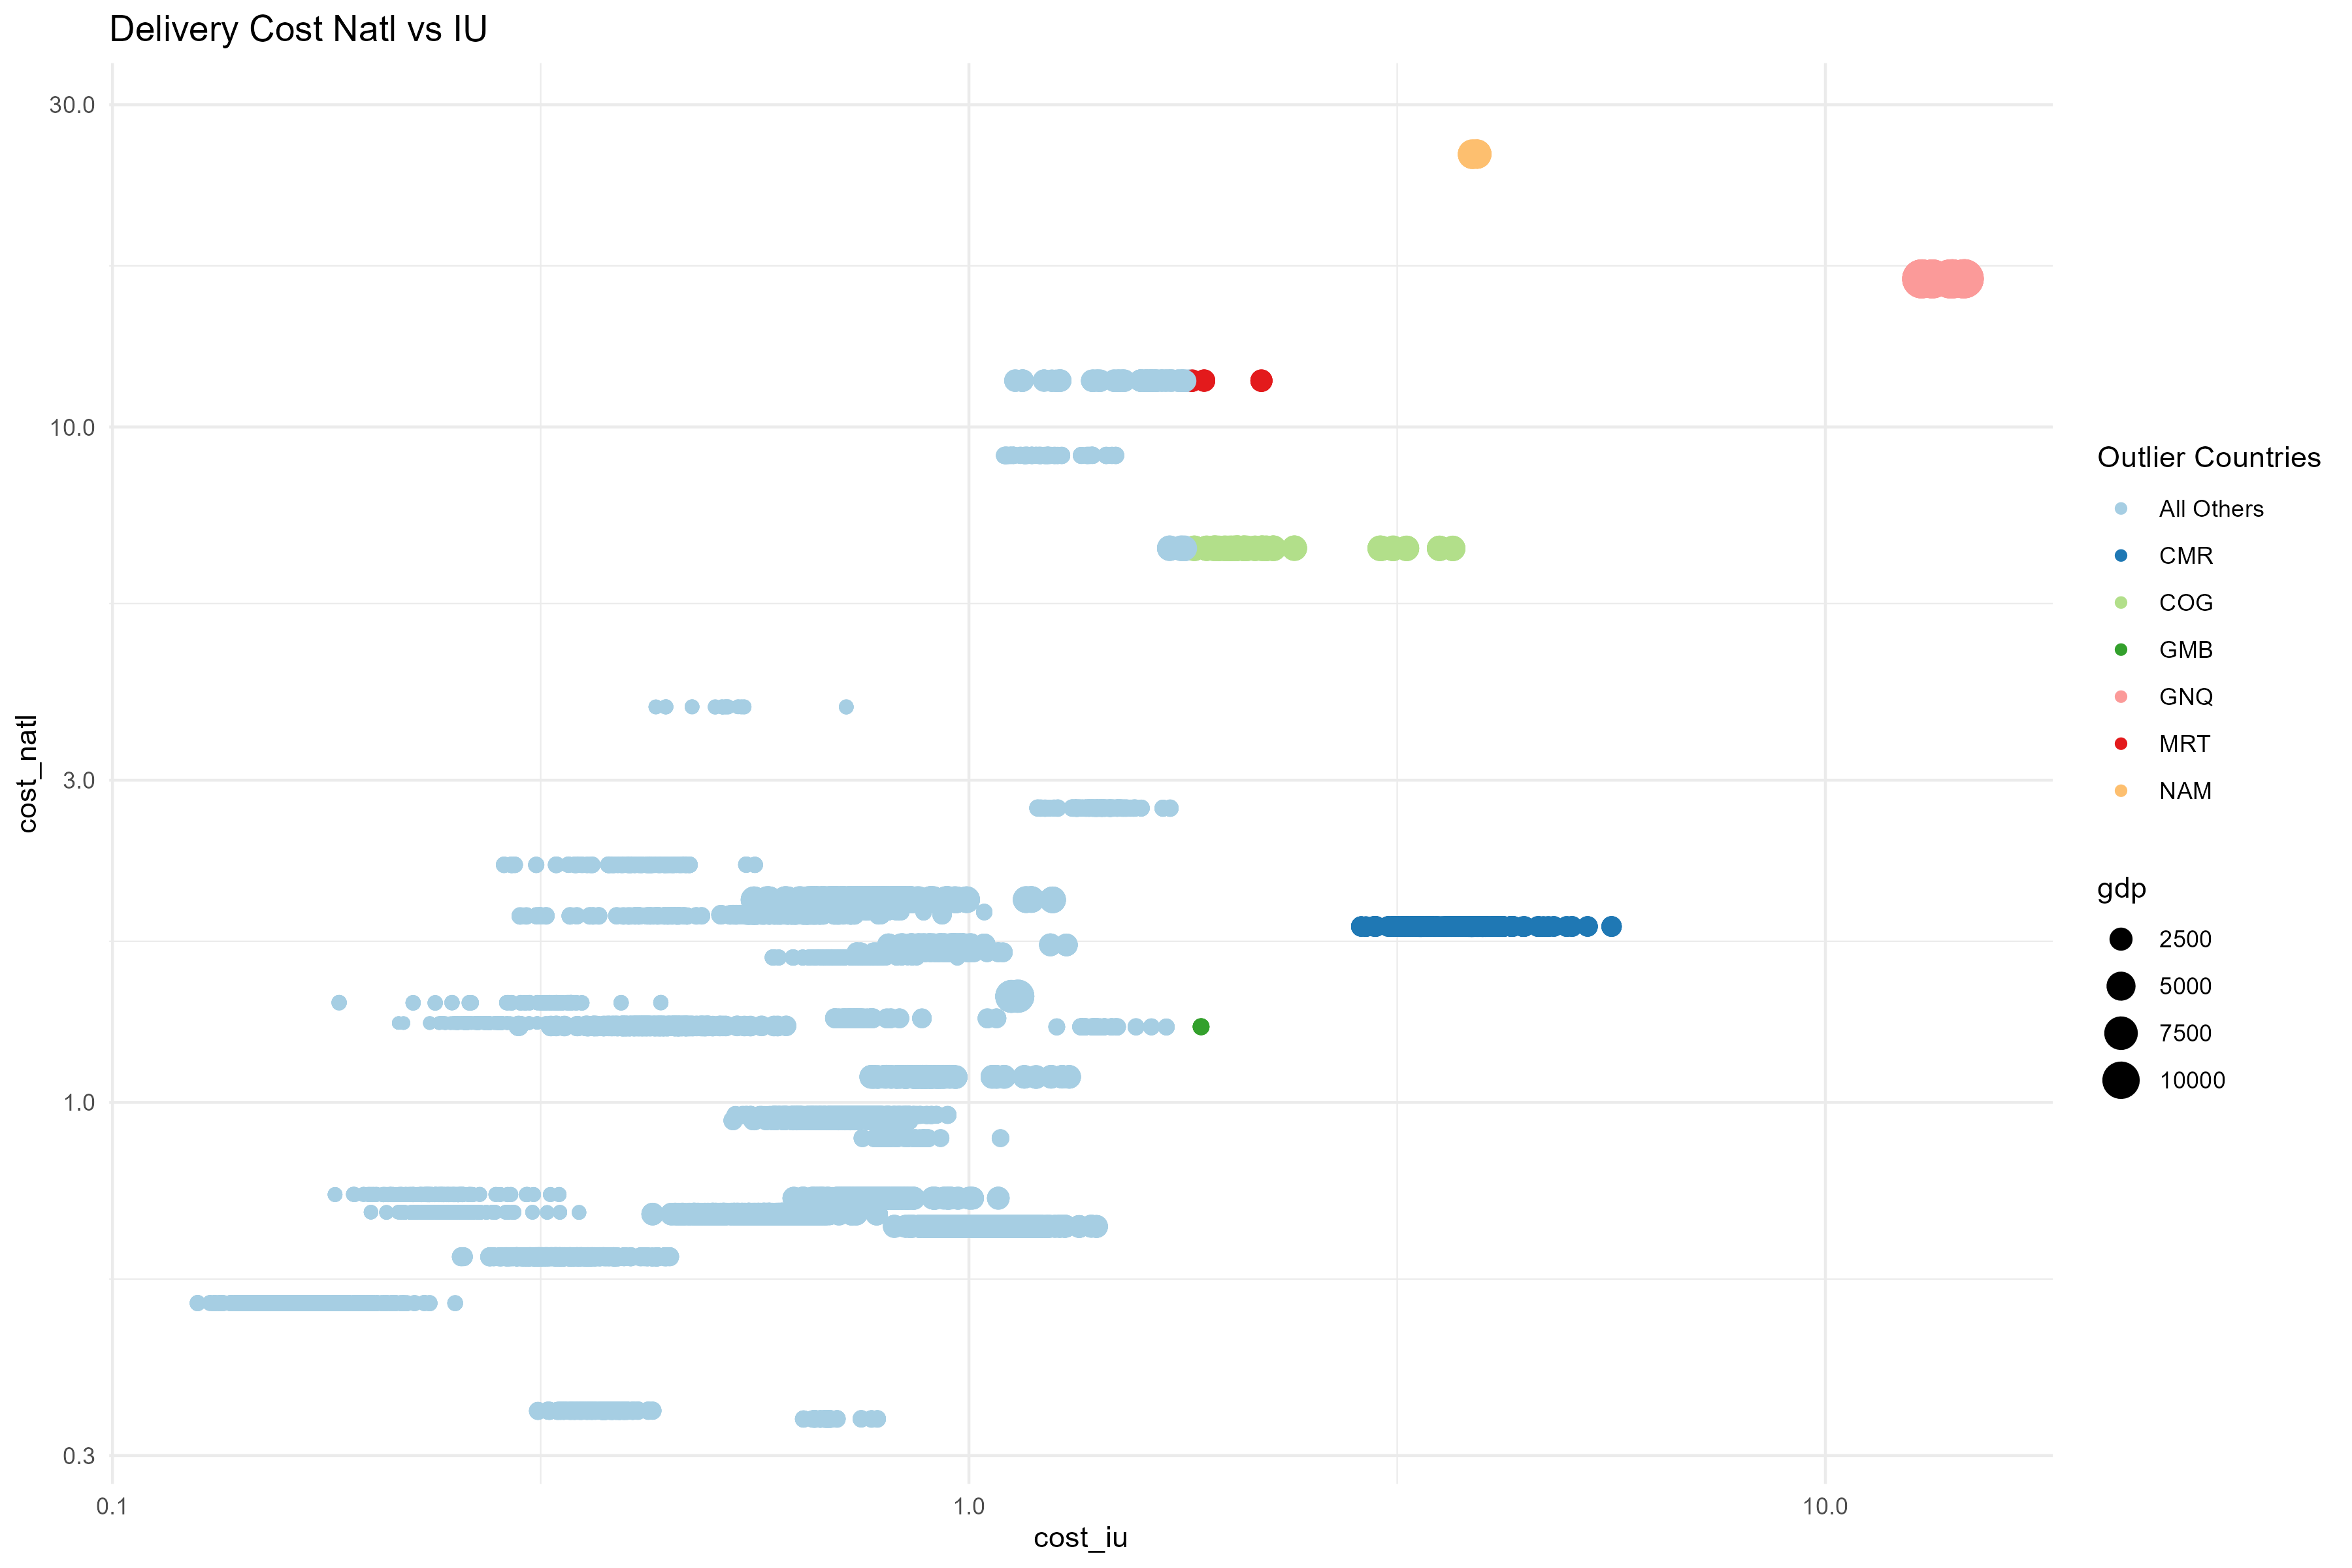 Delivery Cost Natl vs IU
30.0
10.0
3.0
1.0
0.3
cost_natl
0.1
1.0
10.0
cost_iu
Outlier Countries
All Others
CMR
COG
GMB
GNQ
MRT
NAM
gdp
2500
5000
7500
10000